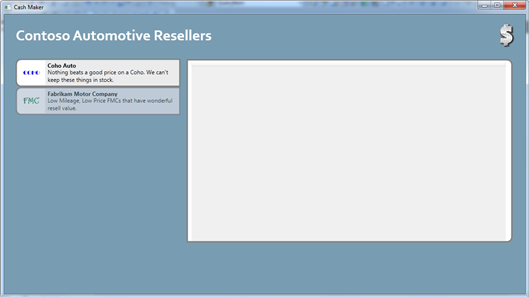 Cash Maker
Contoso Automotive Resellers
$
COHO
Coho Auto
Nothing beats a good price on a Coho. We can't
keep these things in stock.
FMC
Fabrikam Motor Company
Low Mileage, Low Price FMCs that have wonderful
resell value.